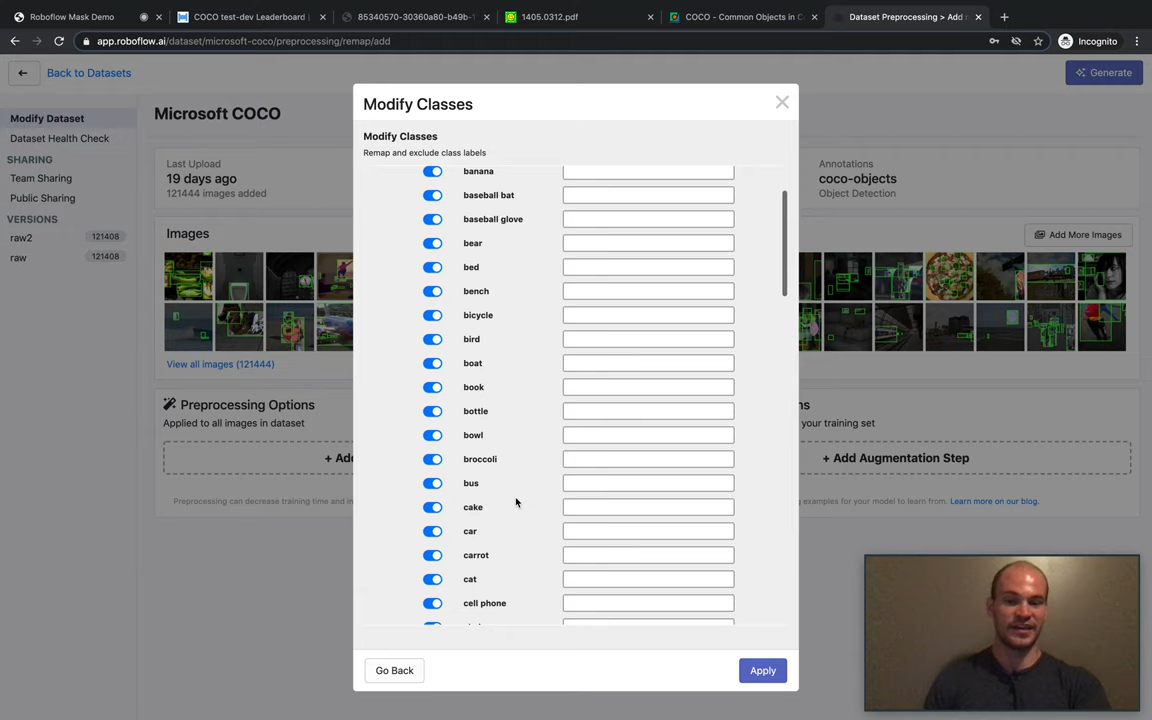 Roboflow Mask Demo
COCO test-dev Leaderboard |
85340570-30360a80-b49b-1
1405.0312.pdf
COCO - Common Objects in C
Dataset Preprocessing > Add r
app.roboflow.ai/dataset/microsoft-coco/preprocessing/remap/add
Incognito
Back to Datasets
Generate
Modify Dataset
Dataset Health Check
SHARING
Team Sharing
Public Sharing
VERSIONS
raw2 121408
raw 121408
Microsoft COCO
Last Upload
19 days ago
121444 images added
Annotations
coco-objects
Object Detection
Images
Add More Images
View all images (121444)
Preprocessing Options
Applied to all images in dataset
+ Ad
Preprocessing can decrease training time and in
ns
your training set
+ Add Augmentation Step
ng examples for your model to learn from. Learn more on our blog.
Modify Classes
Modify Classes
Remap and exclude class labels
banana
baseball bat
baseball glove
bear
bed
bench
bicycle
bird
boat
book
bottle
bowl
broccoli
bus
cake
car
carrot
cat
cell phone
Go Back
Apply